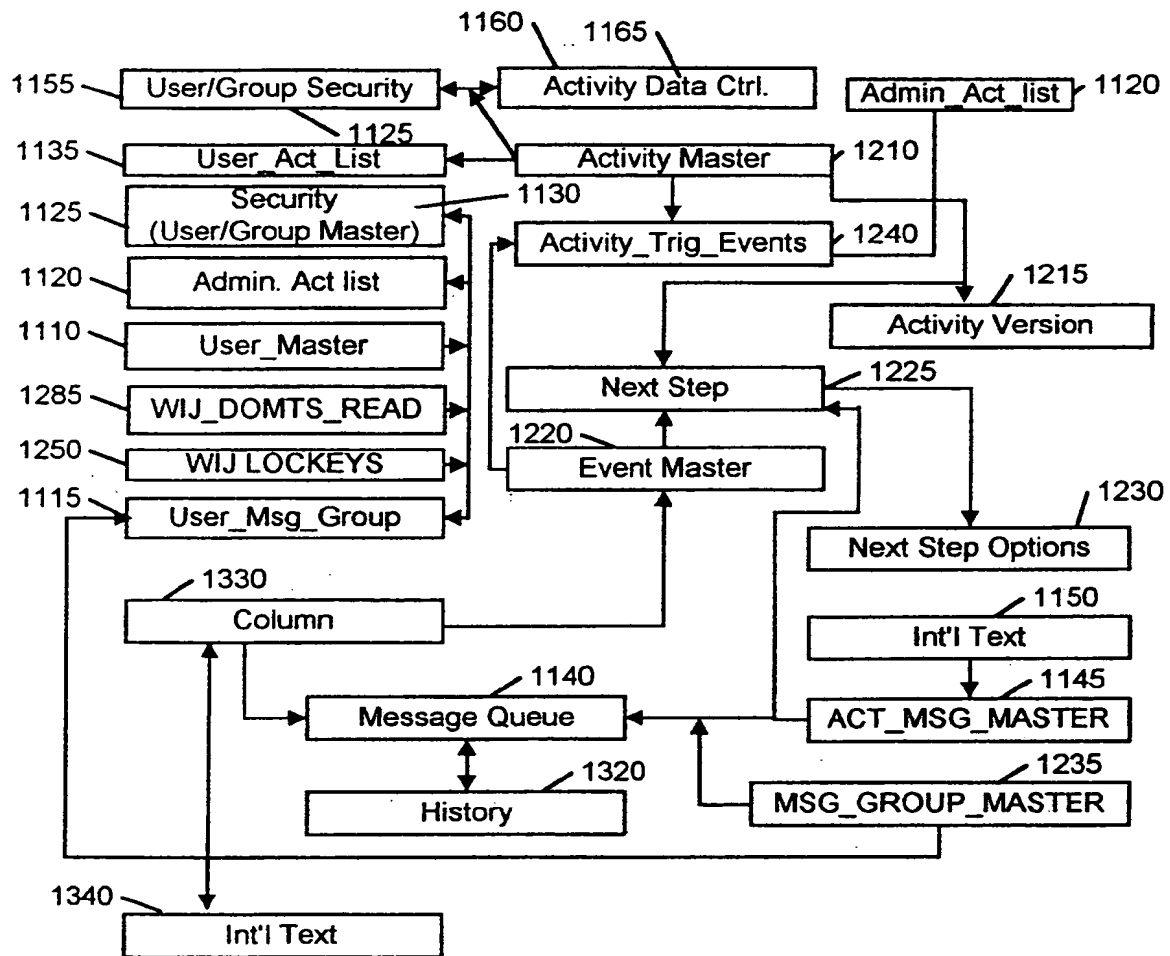 1160
1165
1155
User/Group Security
Activity Data Ctrl.
Admin_Act_list
1120
1125
1135
User_Act_List
Activity Master
1210
1130
1125
Security
(User/Group Master)
Activity_Trig_Events
1240
1120
Admin. Act list
1215
Activity Version
1110
User_Master
Next Step
1225
1285
WIJ_DOMTS_READ
1220
1250
WIJ LOCKEYS
Event Master
1115
User_Msg_Group
1230
Next Step Options
1330
Column
1150
Int'l Text
1140
Message Queue
1145
ACT_MSG_MASTER
1320
History
1235
MSG_GROUP_MASTER
1340
Int'l Text